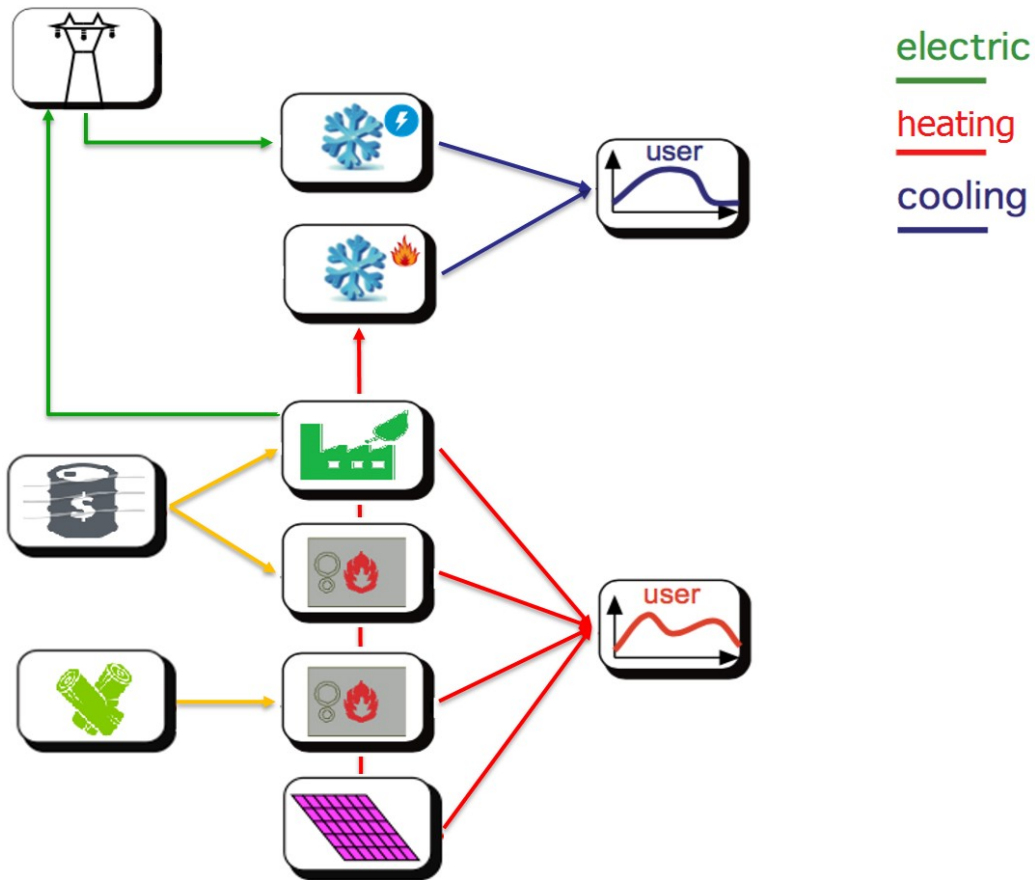 electric
heating
cooling
user
$
user